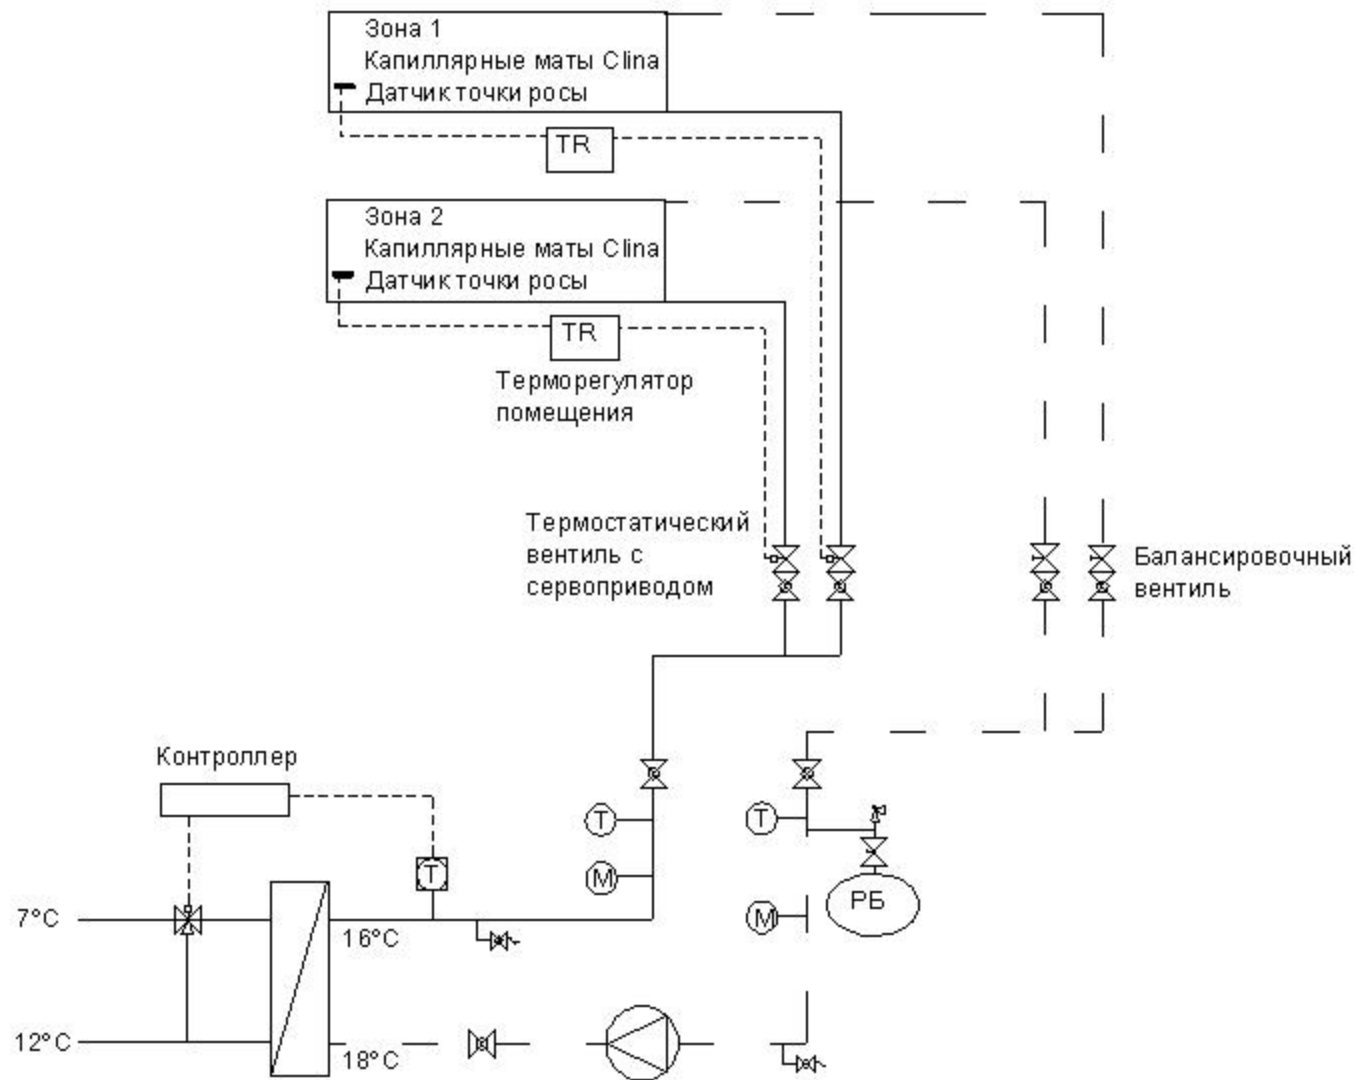 Зона 1
Капиллярные маты Clina
Датчик точки росы
TR
Зона 2
Капиллярные маты Clina
Датчик точки росы
TR
Терморегулятор
помещения
Термостатический
вентиль с
сервоприводом
Балансировочный
вентиль
Контроллер
T
T
T
M
РБ
M
7°C
16°C
12°C
18°C